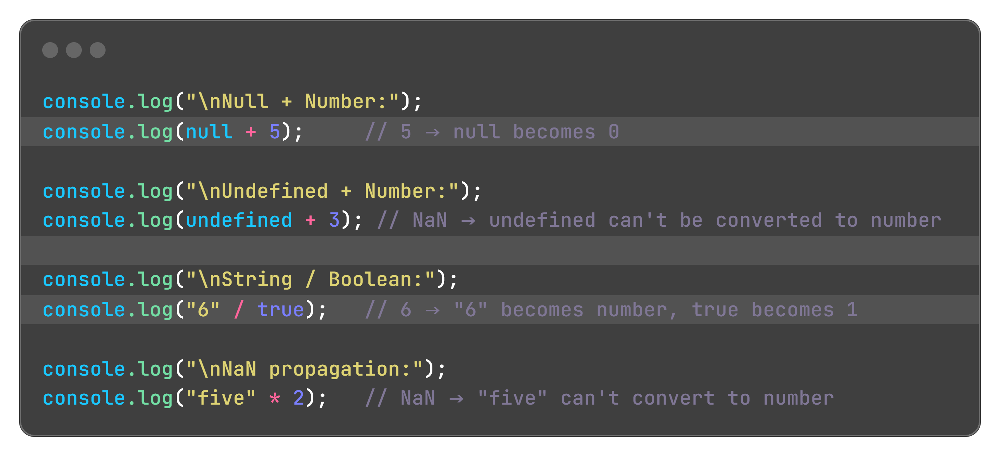 console.log("\nNull + Number:");
console.log(null + 5);     // 5 → null becomes 0
console.log("\nUndefined + Number:");
console.log(undefined + 3); // NaN → undefined can't be converted to number
console.log("\nString / Boolean:");
console.log("6" / true);   // 6 → "6" becomes number, true becomes 1
console.log("\nNaN propagation:");
console.log("five" * 2);   // NaN → "five" can't convert to number